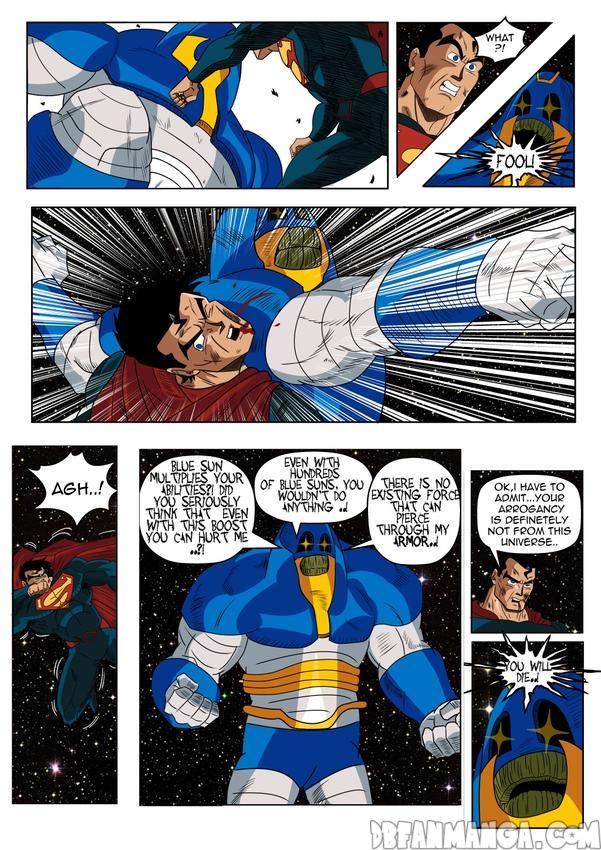 WHAT
?!
FOOL!
AGH..!
BLUE SUN
MULTIPLIES YOUR
ABILITIES?! DID
YOU SERIOUSLY
THINK THAT EVEN
WITH THIS BOOST
YOU CAN HURT ME
..?!
EVEN WITH
HUNDREDS
OF BLUE SUNS, YOU
WOULDN'T DO
ANYTHING ..!
THERE IS NO
EXISTING FORCE
THAT CAN
PIERCE
THROUGH MY
ARMOR..!
OK,I HAVE TO
ADMIT...YOUR
ARROGANCY
IS DEFINETELY
NOT FROM THIS
UNIVERSE..
YOU WILL
DIE..!
DBFANMANGA.COM